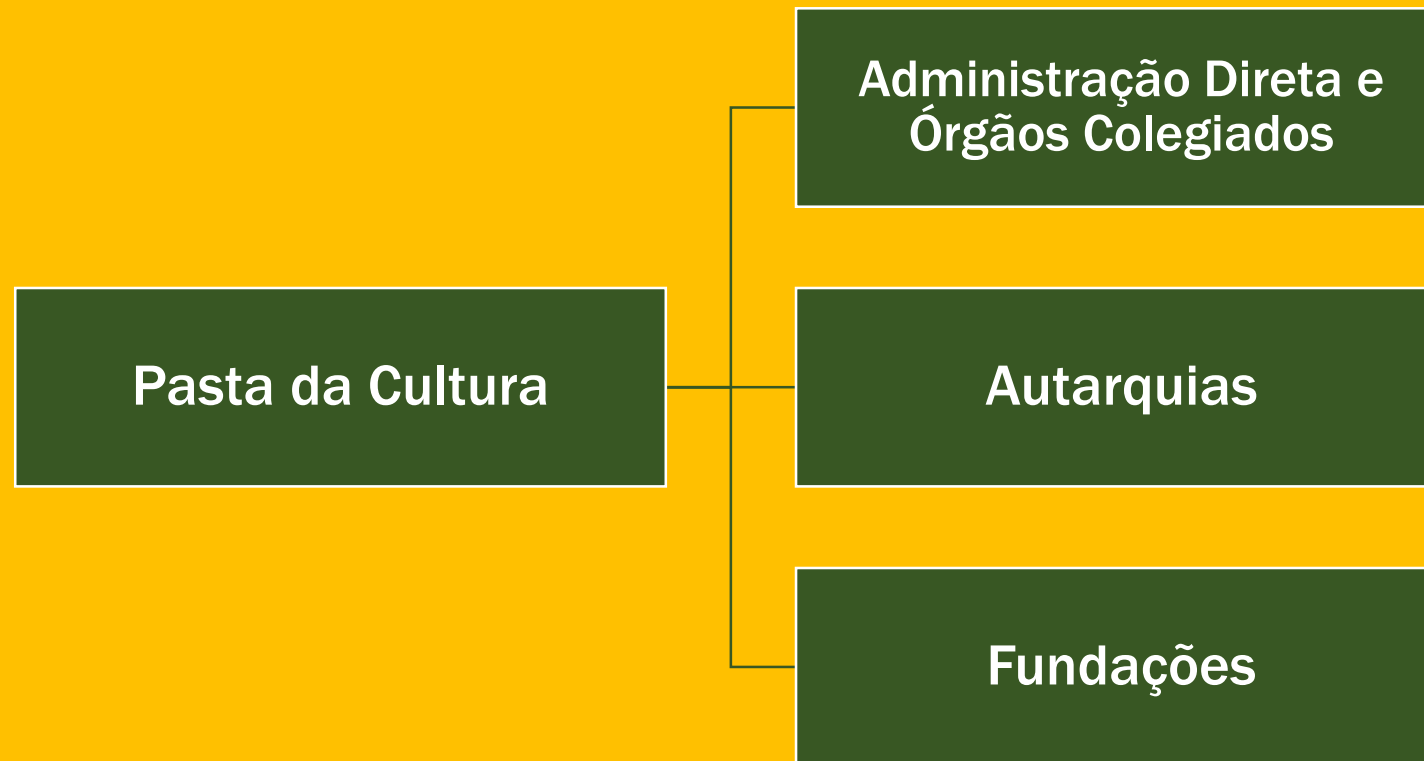 Administração Direta e
Órgãos Colegiados
Pasta da Cultura
Autarquias
Fundações